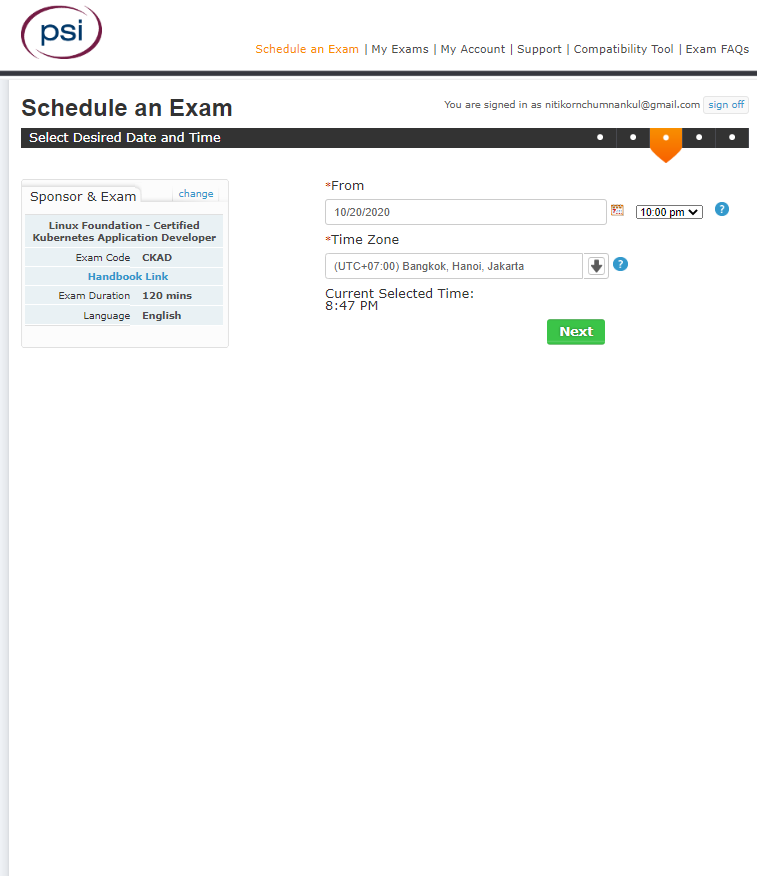 psi
Schedule an Exam | My Exams | My Account | Support | Compatibility Tool | Exam FAQs
Schedule an Exam
You are signed in as nitikornchumnankul@gmail.com sign off
Select Desired Date and Time
Sponsor & Exam change
Linux Foundation - Certified
Kubernetes Application Developer
Exam Code CKAD
Handbook Link
Exam Duration 120 mins
Language English
*From
10/20/2020 10:00 pm ?
*Time Zone
(UTC+07:00) Bangkok, Hanoi, Jakarta ?
Current Selected Time:
8:47 PM
Next